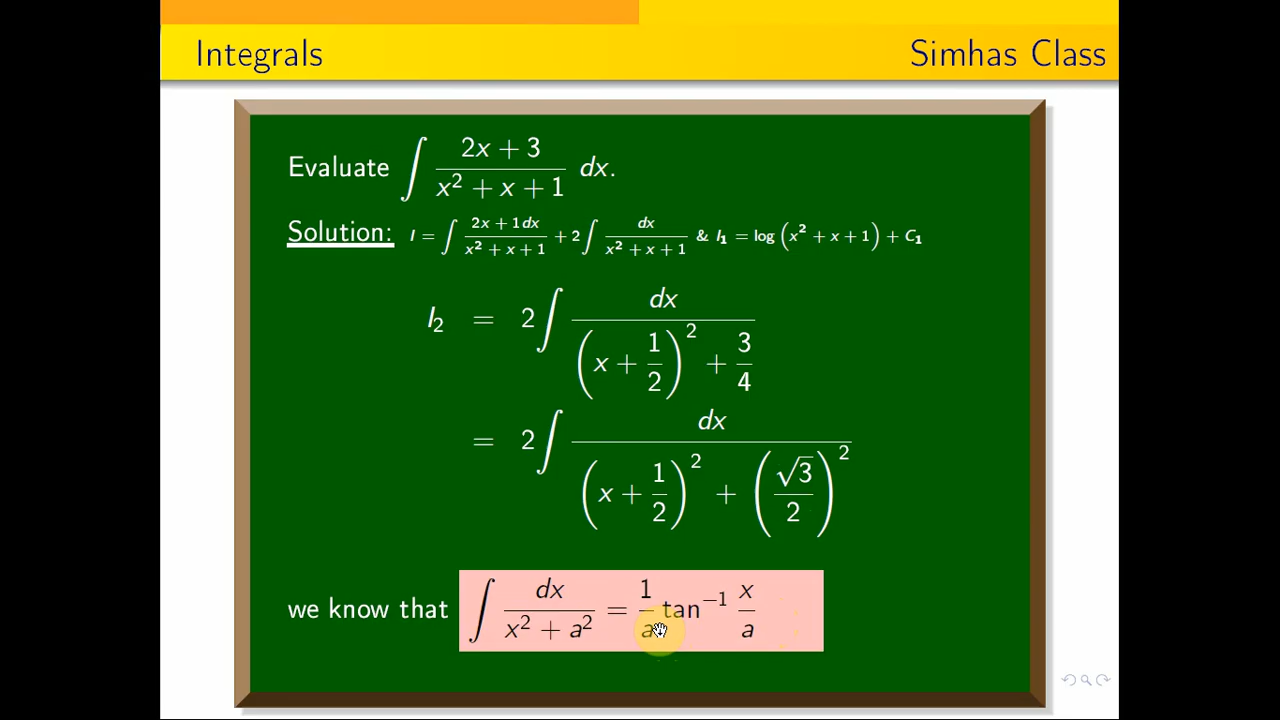 Integrals Simhas Class
Evaluate ∫ (2x + 3)/(x² + x + 1) dx.
Solution: I = ∫ (2x + 1dx)/(x² + x + 1) + 2 ∫ dx/(x² + x + 1) & I₁ = log (x² + x + 1) + C₁
I₂ = 2 ∫ dx/((x + 1/2)² + 3/4)
= 2 ∫ dx/((x + 1/2)² + (√3/2)²)
we know that ∫ dx/(x² + a²) = 1/a tan⁻¹ x/a